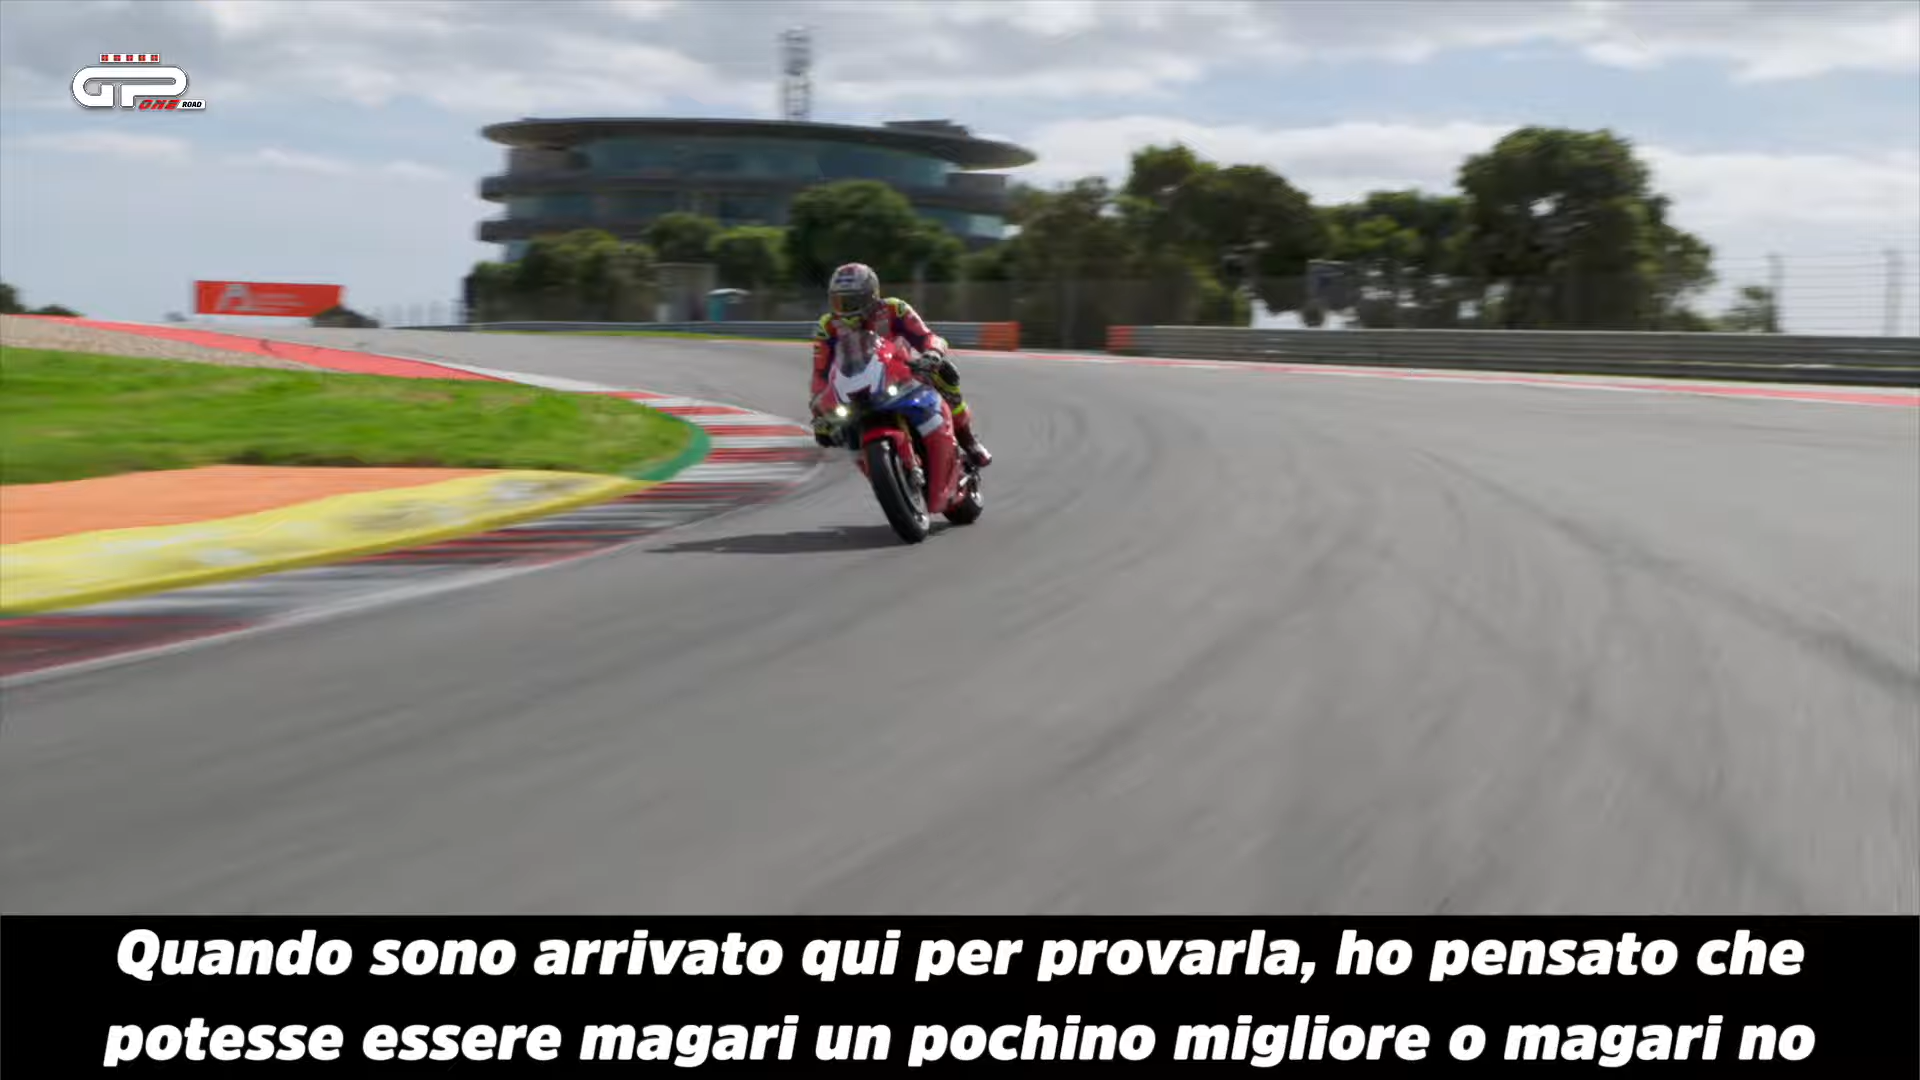 GP
ONE ROAD
Quando sono arrivato qui per provarla, ho pensato che
potesse essere magari un pochino migliore o magari no